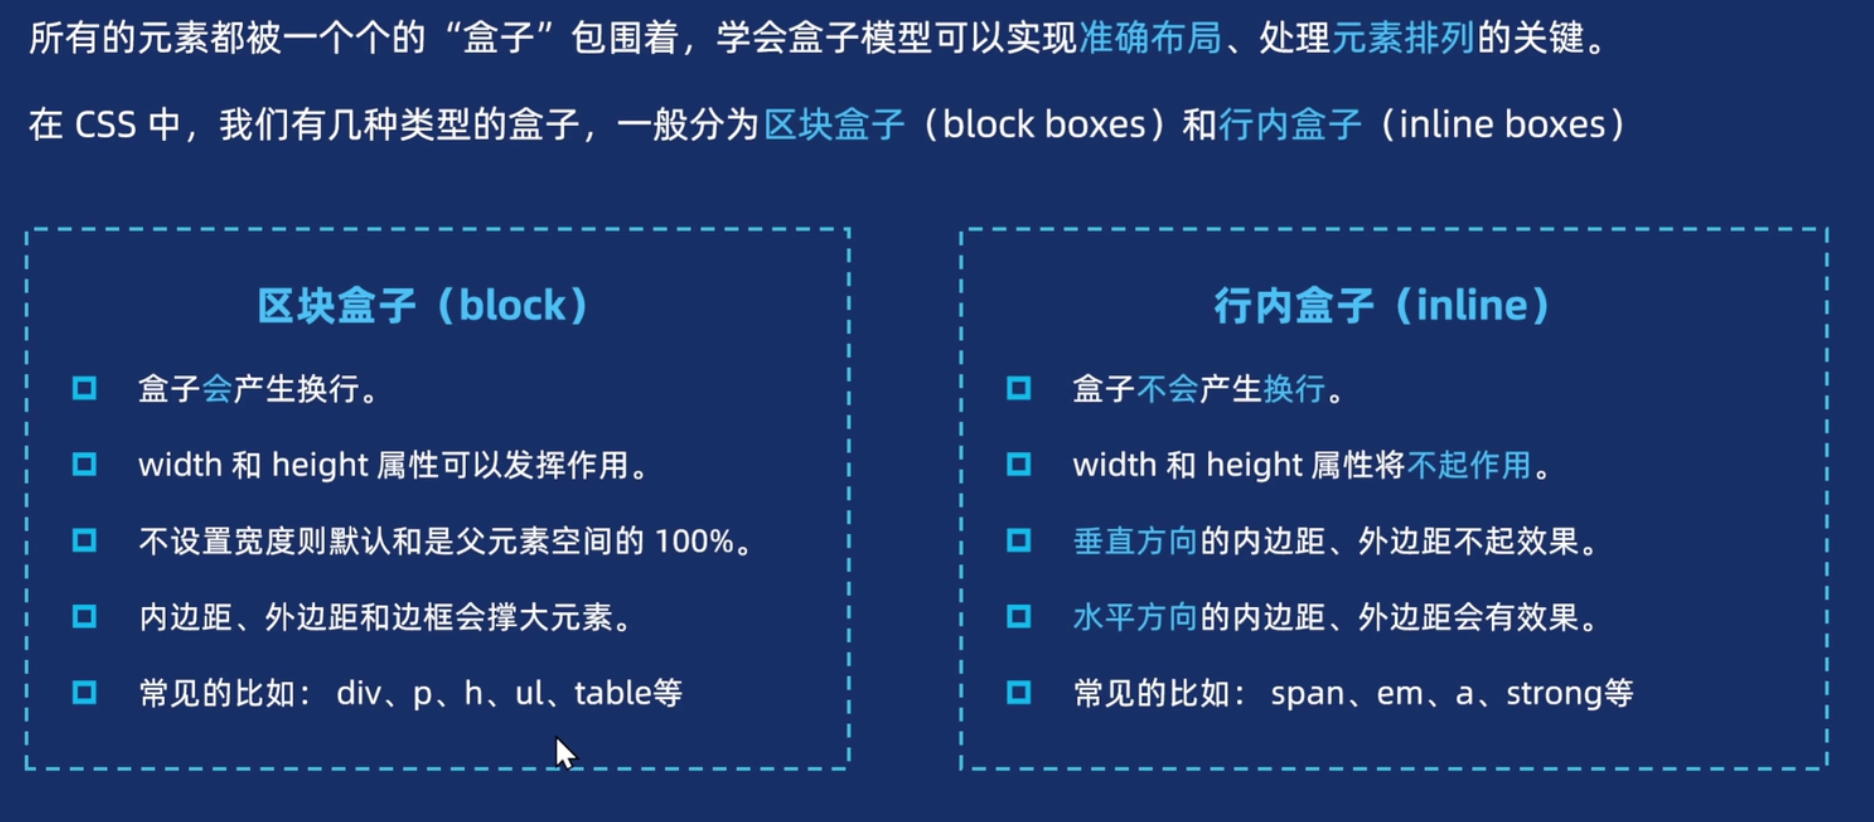 所有的元素都被一个个的“盒子”包围着，学会盒子模型可以实现准确布局、处理元素排列的关键。
在 CSS 中，我们有几种类型的盒子，一般分为区块盒子（block boxes）和行内盒子（inline boxes）
区块盒子（block）
盒子会产生换行。
width 和 height 属性可以发挥作用。
不设置宽度则默认和是父元素空间的 100%。
内边距、外边距和边框会撑大元素。
常见的比如： div、p、h、ul、table等
行内盒子（inline）
盒子不会产生换行。
width 和 height 属性将不起作用。
垂直方向的内边距、外边距不起效果。
水平方向的内边距、外边距会有效果。
常见的比如： span、em、a、strong等